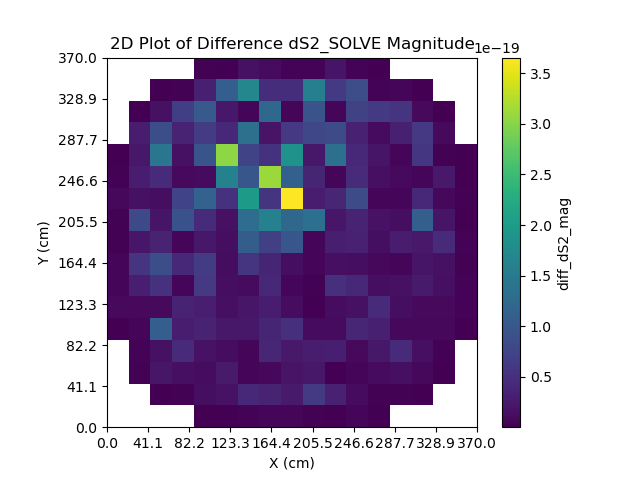 2D Plot of Difference dS2_SOLVE Magnitude
1e−19
370.0
328.9
287.7
246.6
205.5
164.4
123.3
82.2
41.1
0.0
Y (cm)
0.0 41.1 82.2 123.3 164.4 205.5 246.6 287.7 328.9 370.0
X (cm)
3.5
3.0
2.5
2.0
1.5
1.0
0.5
diff_dS2_mag